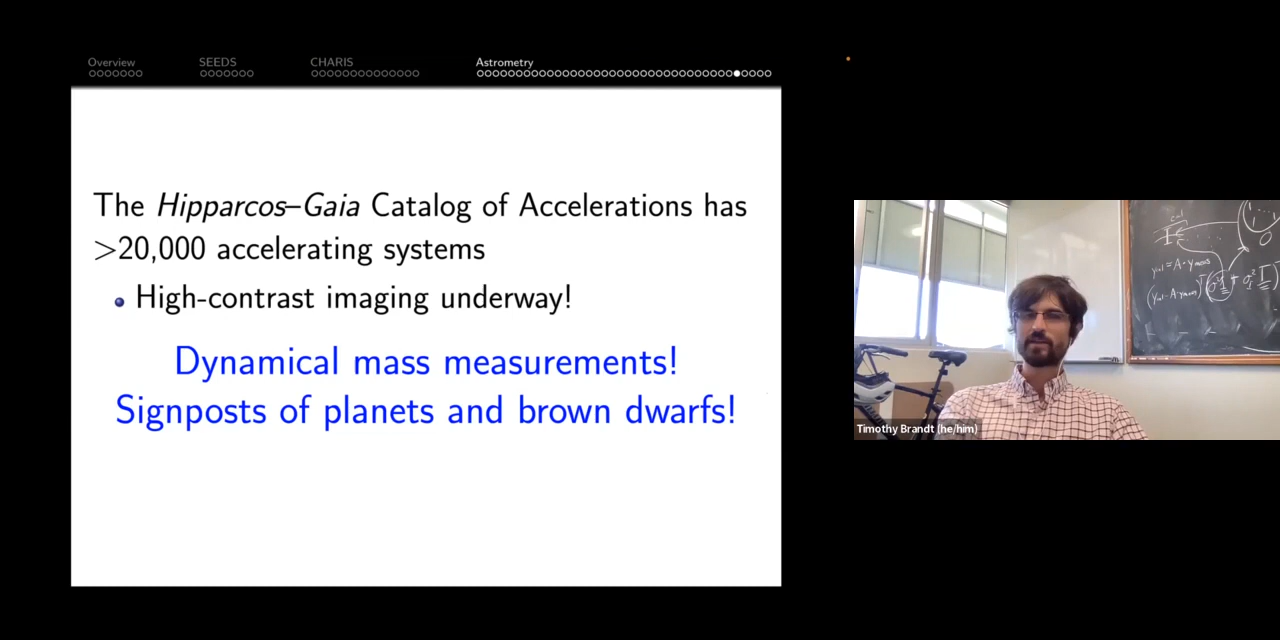 Overview
SEEDS
CHARIS
Astrometry
The Hipparcos–Gaia Catalog of Accelerations has
>20,000 accelerating systems
High-contrast imaging underway!
Dynamical mass measurements!
Signposts of planets and brown dwarfs!
Timothy Brandt (he/him)